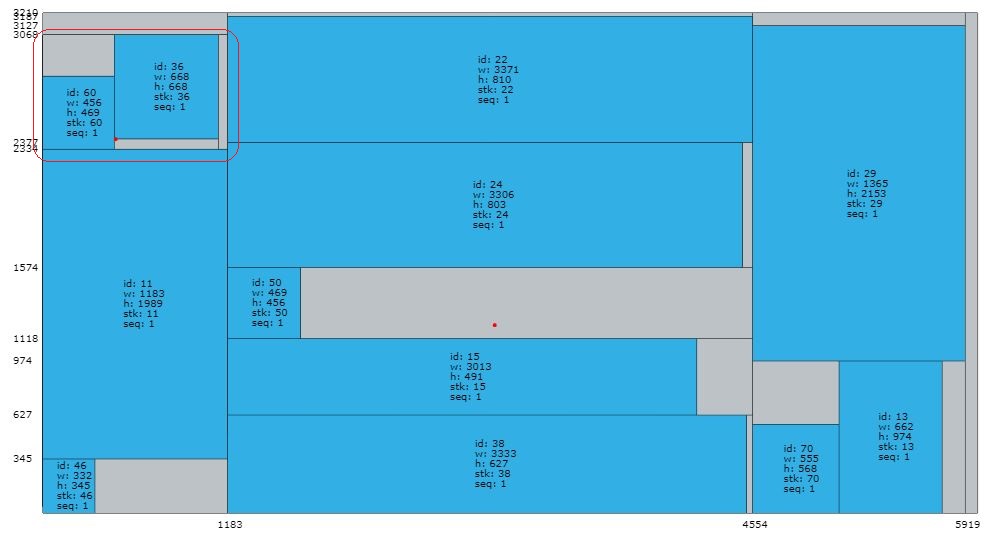 3219
3187
3127
3068
2377
2334
1574
1118
974
627
345
id: 36
w: 668
h: 668
stk: 36
seq: 1
id: 60
w: 456
h: 469
stk: 60
seq: 1
id: 11
w: 1183
h: 1989
stk: 11
seq: 1
id: 46
w: 332
h: 345
stk: 46
seq: 1
id: 22
w: 3371
h: 810
stk: 22
seq: 1
id: 24
w: 3306
h: 803
stk: 24
seq: 1
id: 50
w: 469
h: 456
stk: 50
seq: 1
id: 15
w: 3013
h: 491
stk: 15
seq: 1
id: 38
w: 3333
h: 627
stk: 38
seq: 1
id: 29
w: 1365
h: 2153
stk: 29
seq: 1
id: 70
w: 555
h: 568
stk: 70
seq: 1
id: 13
w: 662
h: 974
stk: 13
seq: 1
1183
4554
5919